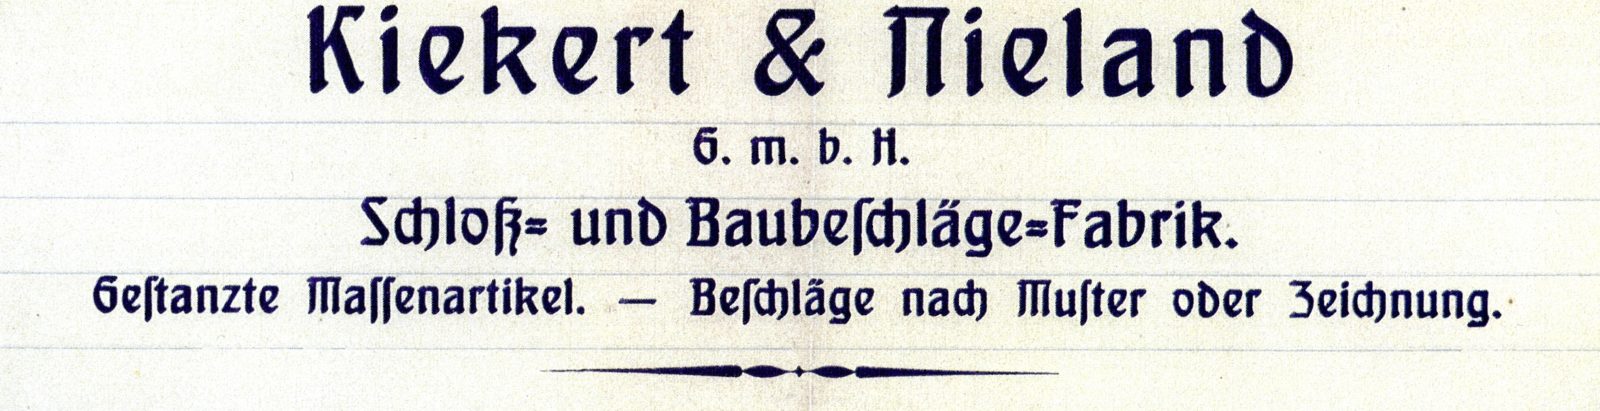 Kiekert & Nieland
G. m. b. H.
Schloß- und Baubeſchläge-Fabrik.
Geſtanzte Maſſenartikel. — Beſchläge nach Muſter oder Zeichnung.